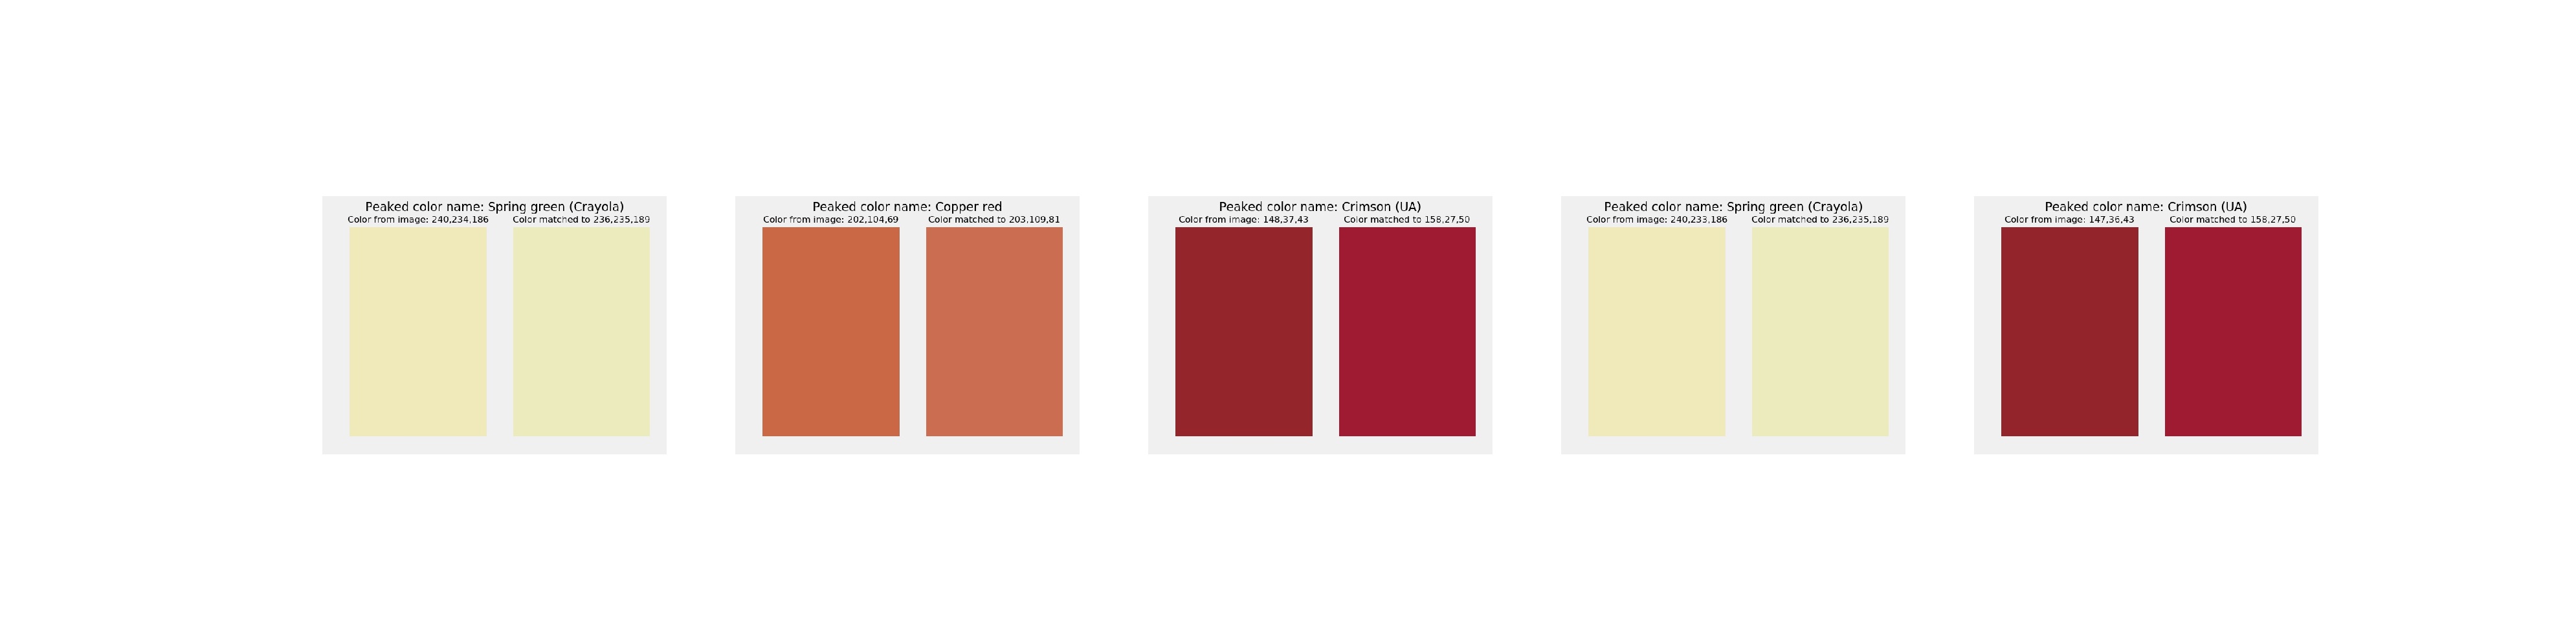 Peaked color name: Spring green (Crayola)
Color from image: 240,234,186
Color matched to 236,235,189
Peaked color name: Copper red
Color from image: 202,104,69
Color matched to 203,109,81
Peaked color name: Crimson (UA)
Color from image: 148,37,43
Color matched to 158,27,50
Peaked color name: Spring green (Crayola)
Color from image: 240,233,186
Color matched to 236,235,189
Peaked color name: Crimson (UA)
Color from image: 147,36,43
Color matched to 158,27,50